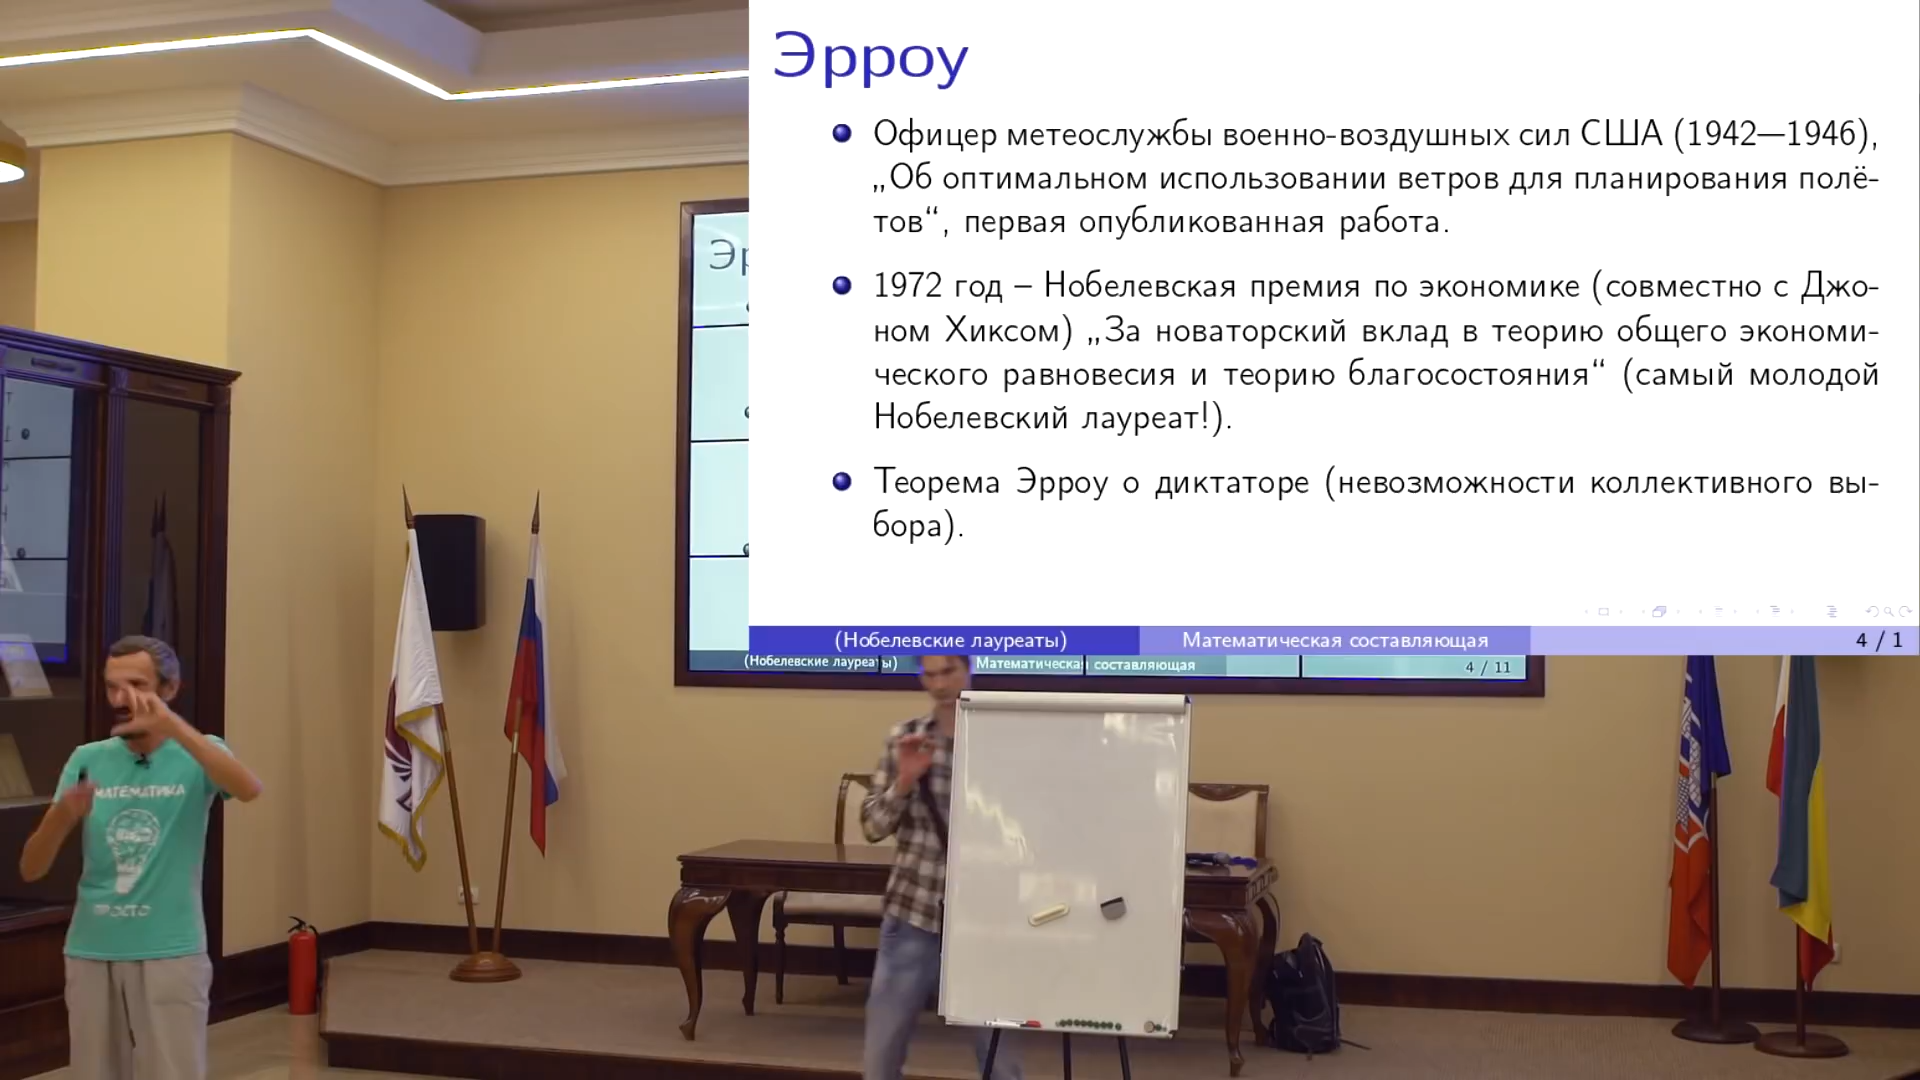 Эрроу
Офицер метеослужбы военно-воздушных сил США (1942—1946),
„Об оптимальном использовании ветров для планирования полё-
тов“, первая опубликованная работа.
1972 год – Нобелевская премия по экономике (совместно с Джо-
ном Хиксом) „За новаторский вклад в теорию общего экономи-
ческого равновесия и теорию благосостояния“ (самый молодой
Нобелевский лауреат!).
Теорема Эрроу о диктаторе (невозможности коллективного вы-
бора).
(Нобелевские лауреаты) Математическая составляющая 4 / 1
Эр
(Нобелевские лауреаты) Математическая составляющая 4 / 11
МАТЕМАТИКА
ПРОСТО